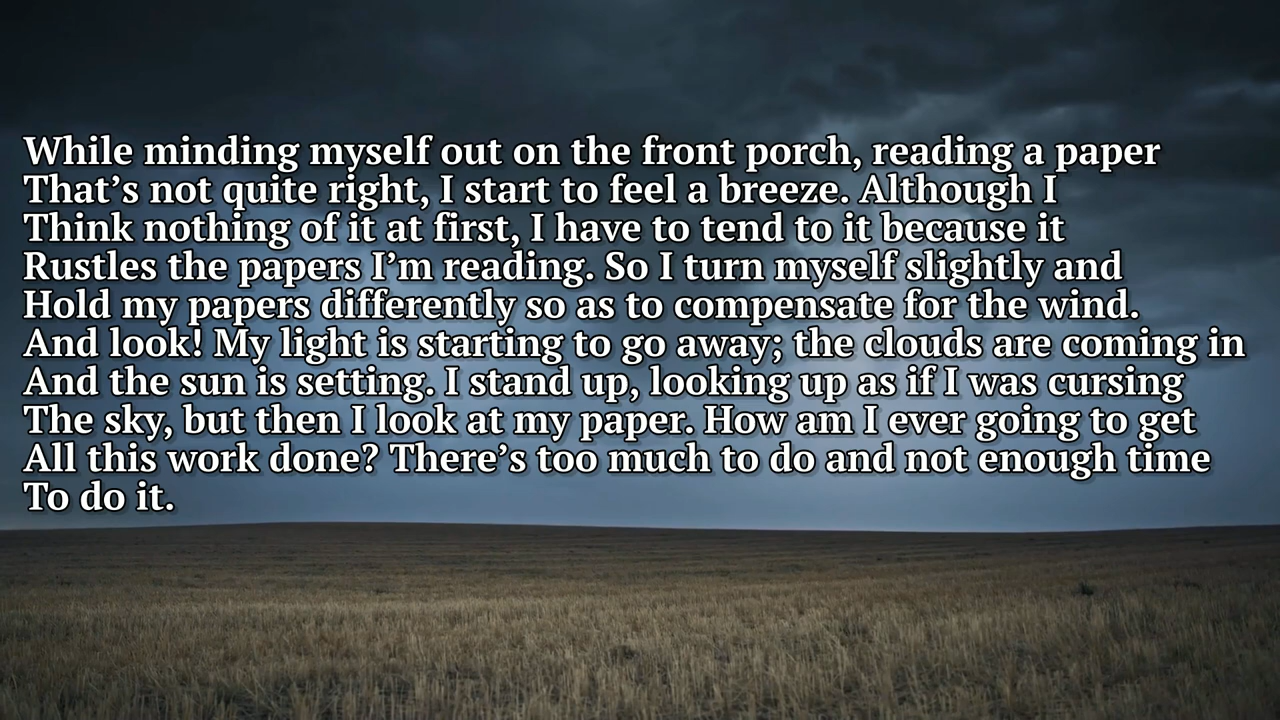 While minding myself out on the front porch, reading a paper
That’s not quite right, I start to feel a breeze. Although I
Think nothing of it at first, I have to tend to it because it
Rustles the papers I’m reading. So I turn myself slightly and
Hold my papers differently so as to compensate for the wind.
And look! My light is starting to go away; the clouds are coming in
And the sun is setting. I stand up, looking up as if I was cursing
The sky, but then I look at my paper. How am I ever going to get
All this work done? There’s too much to do and not enough time
To do it.